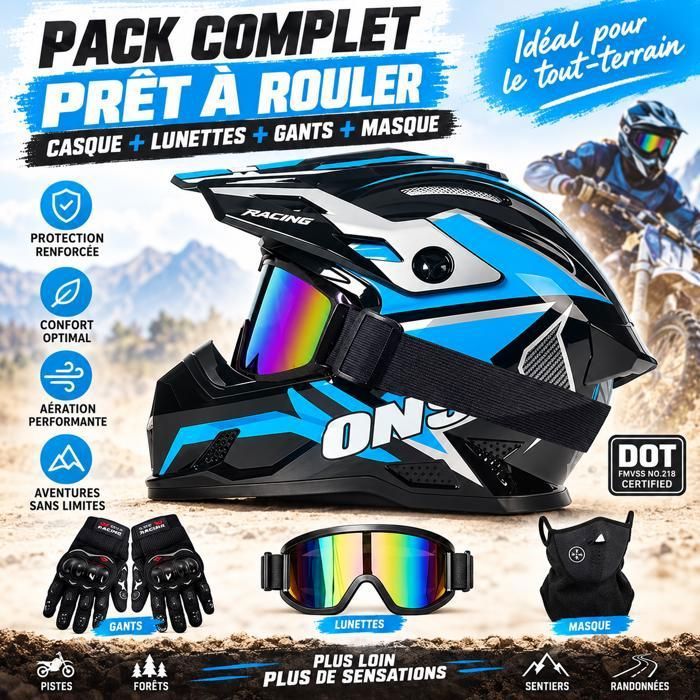 PACK COMPLET
PRÊT À ROULER
CASQUE + LUNETTES + GANTS + MASQUE
Idéal pour
le tout-terrain
RACING
PROTECTION
RENFORCÉE
CONFORT
OPTIMAL
AÉRATION
PERFORMANTE
AVENTURES
SANS LIMITES
DOT
FMVSS NO.218
CERTIFIED
RACING
GANTS
LUNETTES
MASQUE
PLUS LOIN
PLUS DE SENSATIONS
PISTES
FORÊTS
SENTIERS
RANDONNÉES